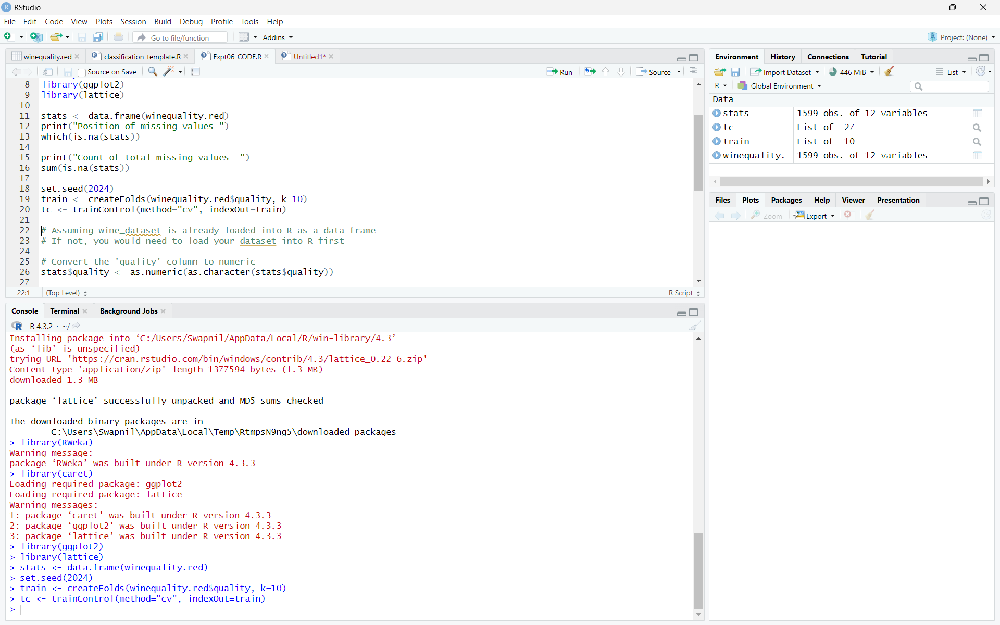 RStudio
File Edit Code View Plots Session Build Debug Profile Tools Help
Go to file/function Addins Project: (None)
winequality.red classification_template.R Expt06_CODE.R Untitled1*
Source on Save Run Source
8 library(ggplot2)
9 library(lattice)
10
11 stats <- data.frame(winequality.red)
12 print("Position of missing values ")
13 which(is.na(stats))
14
15 print("Count of total missing values  ")
16 sum(is.na(stats))
17
18 set.seed(2024)
19 train <- createFolds(winequality.red$quality, k=10)
20 tc <- trainControl(method="cv", indexOut=train)
21
22 # Assuming wine_dataset is already loaded into R as a data frame
23 # If not, you would need to load your dataset into R first
24
25 # Convert the 'quality' column to numeric
26 stats$quality <- as.numeric(as.character(stats$quality))
27
22:1 (Top Level) R Script
Console Terminal Background Jobs
R 4.3.2 · ~/
Installing package into ‘C:/Users/Swapnil/AppData/Local/R/win-library/4.3’
(as ‘lib’ is unspecified)
trying URL 'https://cran.rstudio.com/bin/windows/contrib/4.3/lattice_0.22-6.zip'
Content type 'application/zip' length 1377594 bytes (1.3 MB)
downloaded 1.3 MB
package ‘lattice’ successfully unpacked and MD5 sums checked
The downloaded binary packages are in
C:\Users\Swapnil\AppData\Local\Temp\RtmpsN9ng5\downloaded_packages
> library(RWeka)
Warning message:
package ‘RWeka’ was built under R version 4.3.3
> library(caret)
Loading required package: ggplot2
Loading required package: lattice
Warning messages:
1: package ‘caret’ was built under R version 4.3.3
2: package ‘ggplot2’ was built under R version 4.3.3
3: package ‘lattice’ was built under R version 4.3.3
> library(ggplot2)
> library(lattice)
> stats <- data.frame(winequality.red)
> set.seed(2024)
> train <- createFolds(winequality.red$quality, k=10)
> tc <- trainControl(method="cv", indexOut=train)
>
Environment History Connections Tutorial
Import Dataset 446 MiB List
R Global Environment
Data
stats 1599 obs. of 12 variables
tc List of  27
train List of  10
winequality.… 1599 obs. of 12 variables
Files Plots Packages Help Viewer Presentation
Zoom Export